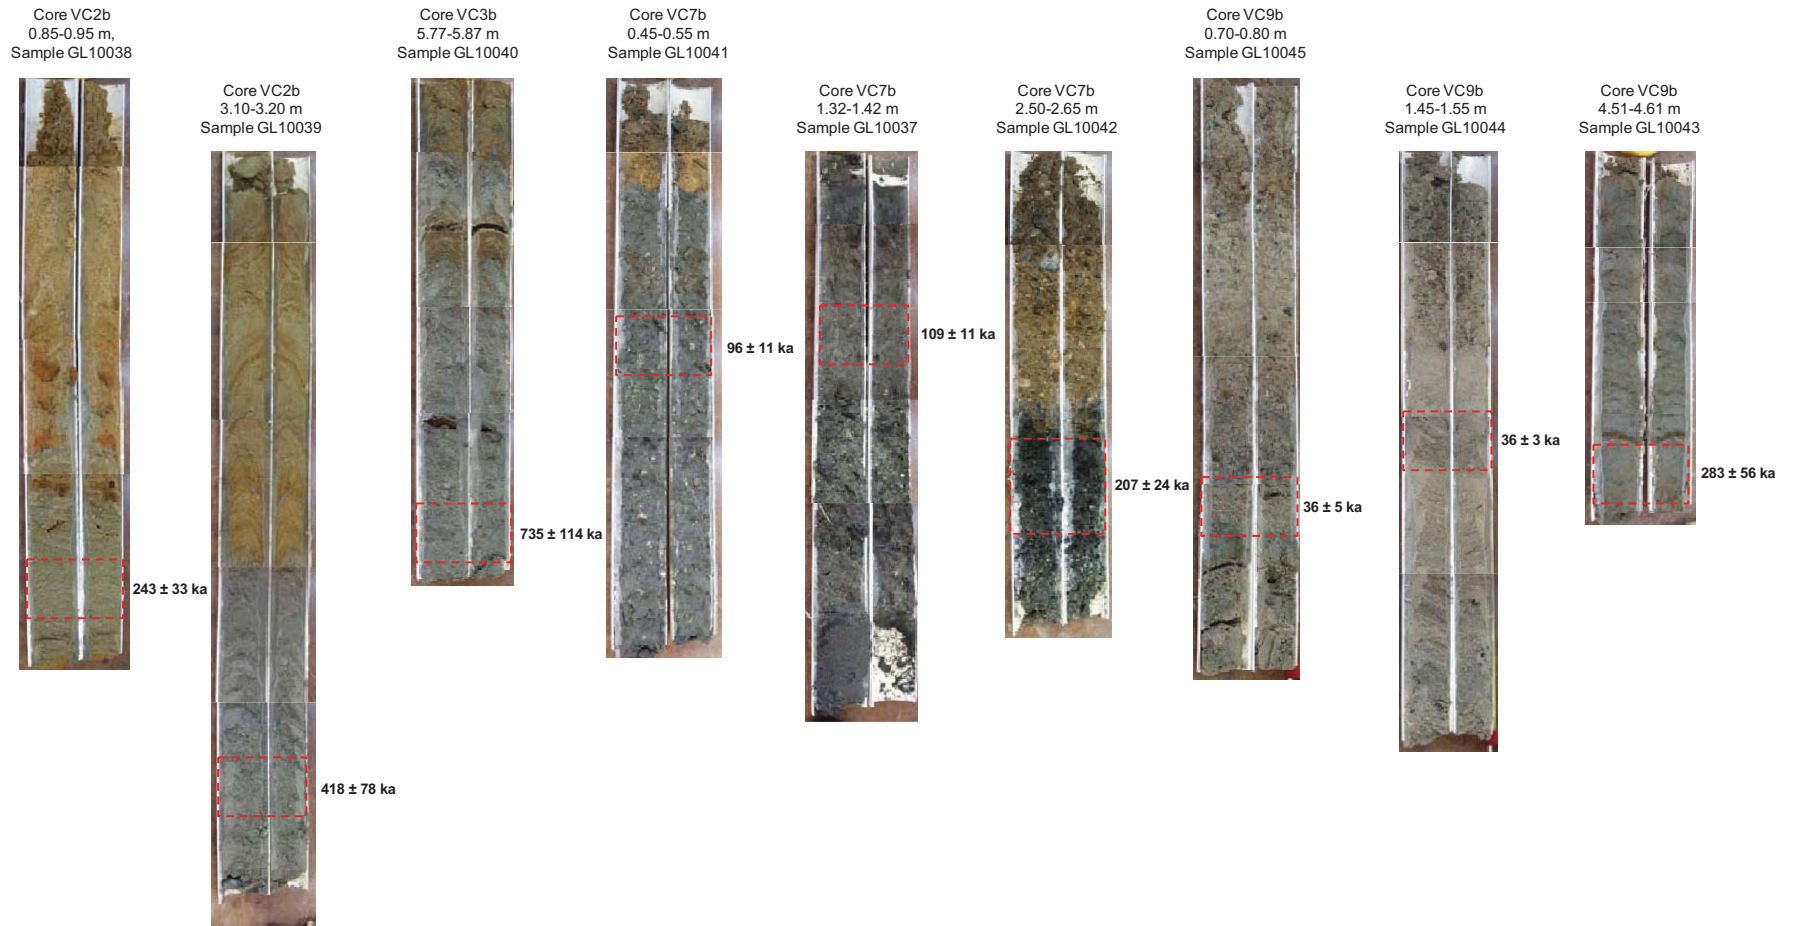 Core VC2b
0.85-0.95 m,
Sample GL10038
243 ± 33 ka
Core VC2b
3.10-3.20 m
Sample GL10039
418 ± 78 ka
Core VC3b
5.77-5.87 m
Sample GL10040
735 ± 114 ka
Core VC7b
0.45-0.55 m
Sample GL10041
96 ± 11 ka
Core VC7b
1.32-1.42 m
Sample GL10037
109 ± 11 ka
Core VC7b
2.50-2.65 m
Sample GL10042
207 ± 24 ka
Core VC9b
0.70-0.80 m
Sample GL10045
36 ± 5 ka
Core VC9b
1.45-1.55 m
Sample GL10044
36 ± 3 ka
Core VC9b
4.51-4.61 m
Sample GL10043
283 ± 56 ka